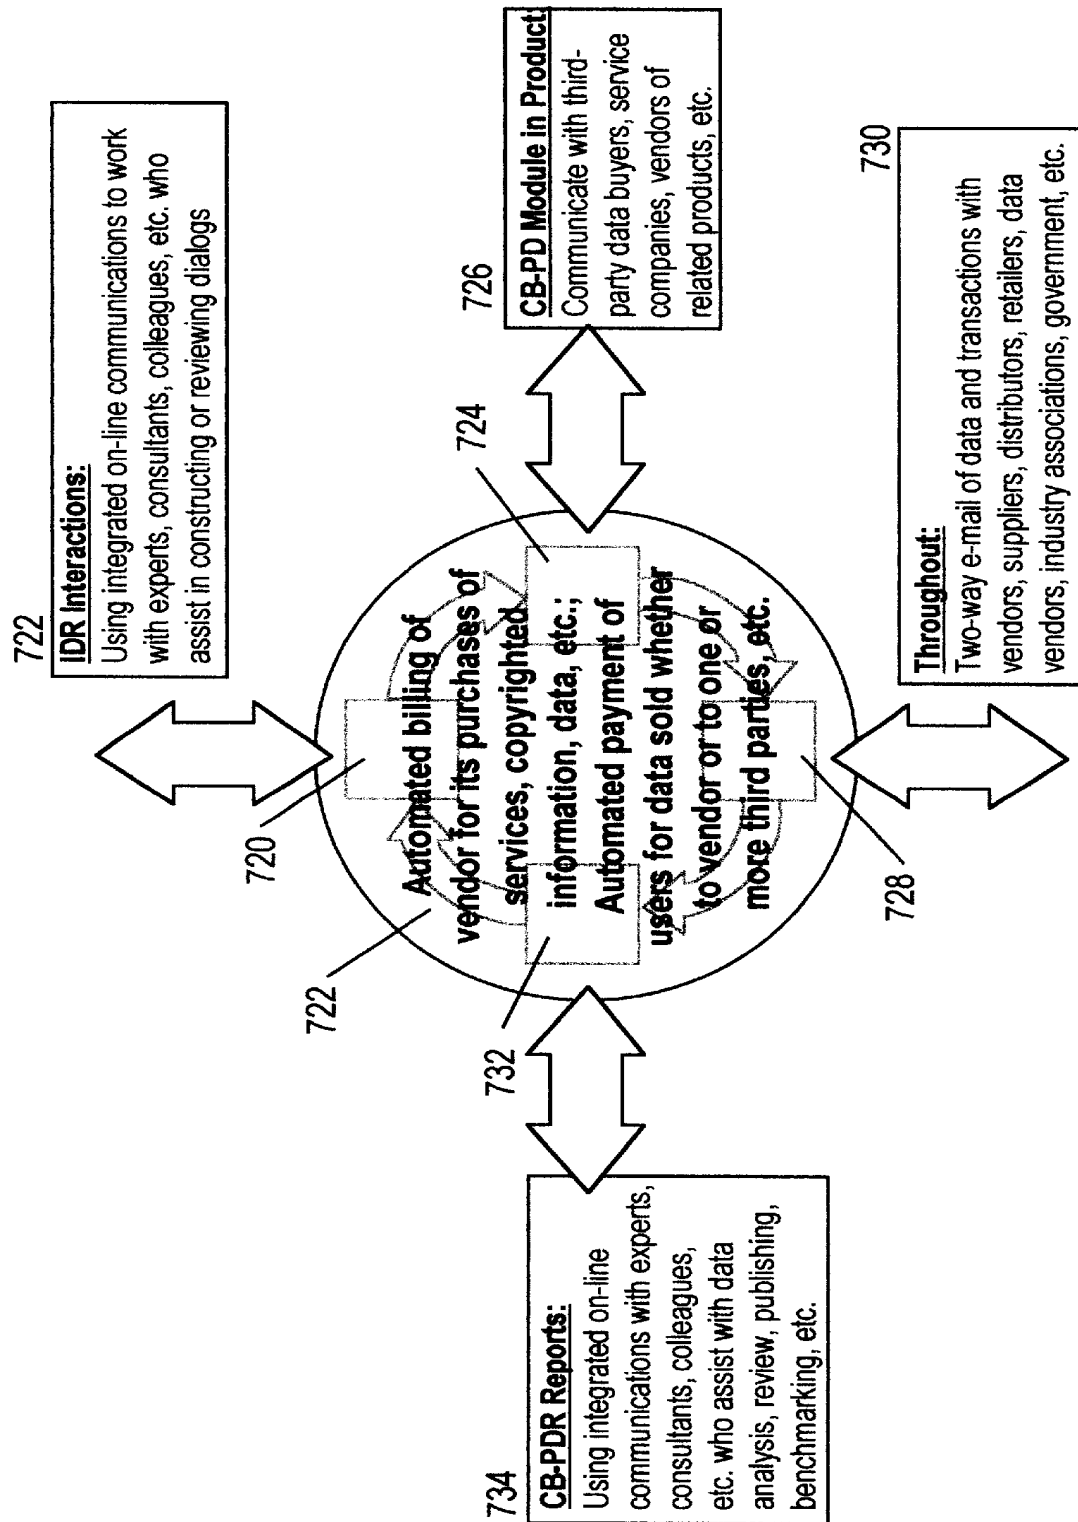 722
IDR Interactions:
Using integrated on-line communications to work
with experts, consultants, colleagues, etc. who
assist in constructing or reviewing dialogs
734
CB-PDR Reports:
Using integrated on-line
communications with experts,
consultants, colleagues,
etc. who assist with data
analysis, review, publishing,
benchmarking, etc.
722
720
732
724
728
Automated billing of
vendor for its purchases of
services, copyrighted
information, data, etc.;
Automated payment of
users for data sold whether
to vendor or to one or
more third parties, etc.
726
CB-PD Module in Product:
Communicate with third-
party data buyers, service
companies, vendors of
related products, etc.
730
Throughout:
Two-way e-mail of data and transactions with
vendors, suppliers, distributors, retailers, data
vendors, industry associations, government, etc.